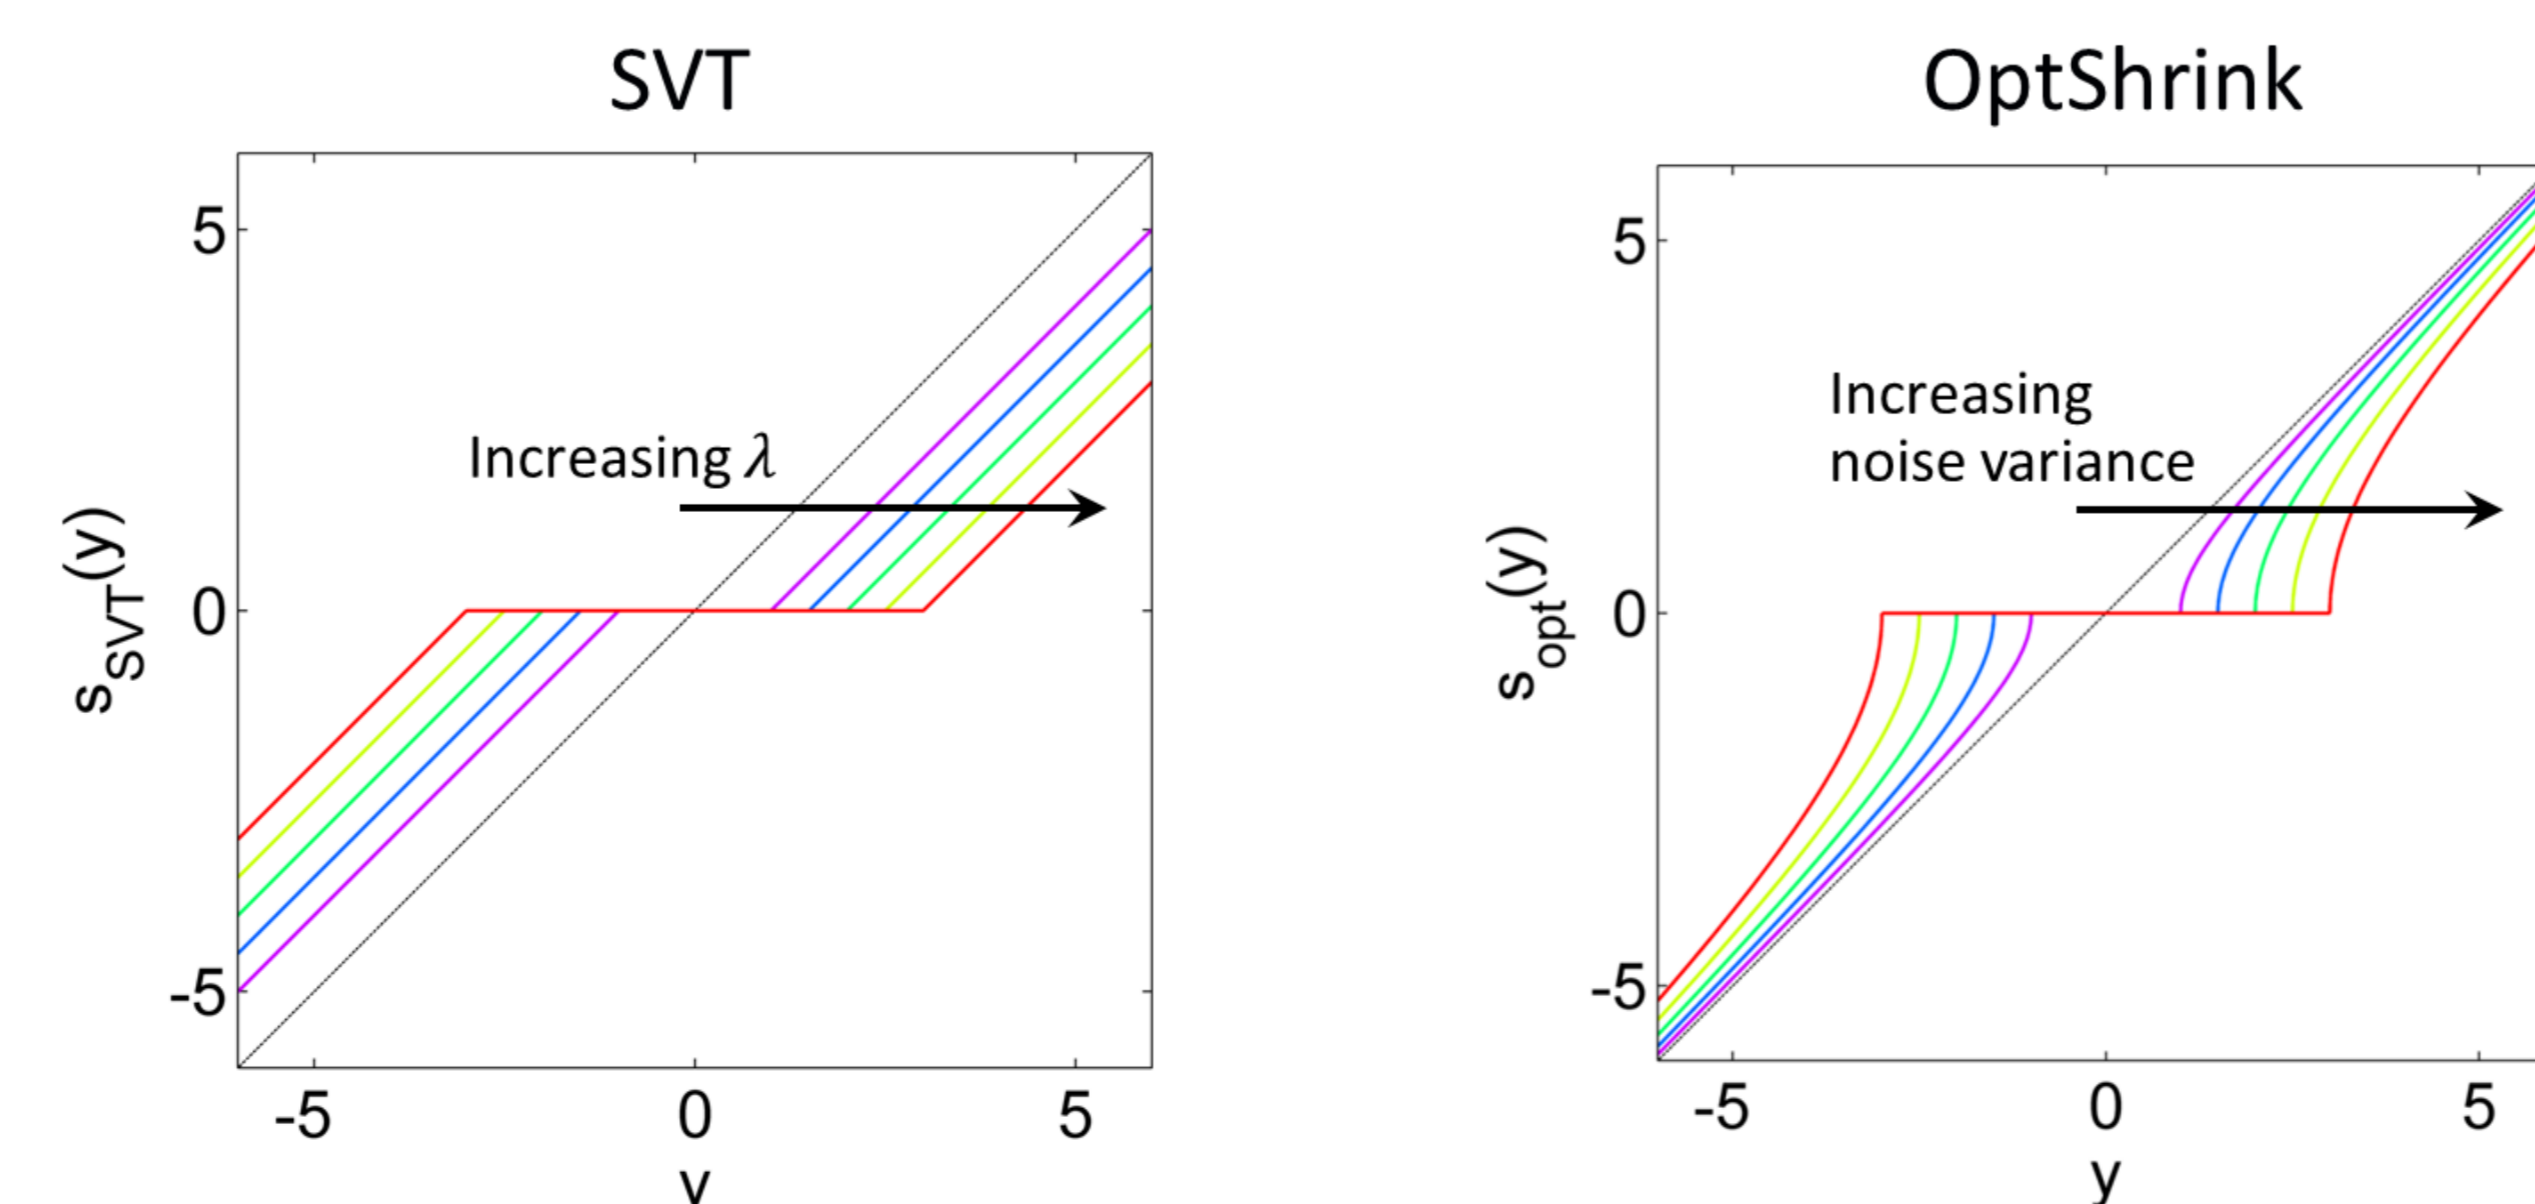 SVT
5
0
-5
s_SVT(y)
Increasing λ
-5 0 5
y
OptShrink
5
0
-5
s_opt(y)
Increasing
noise variance
-5 0 5
y